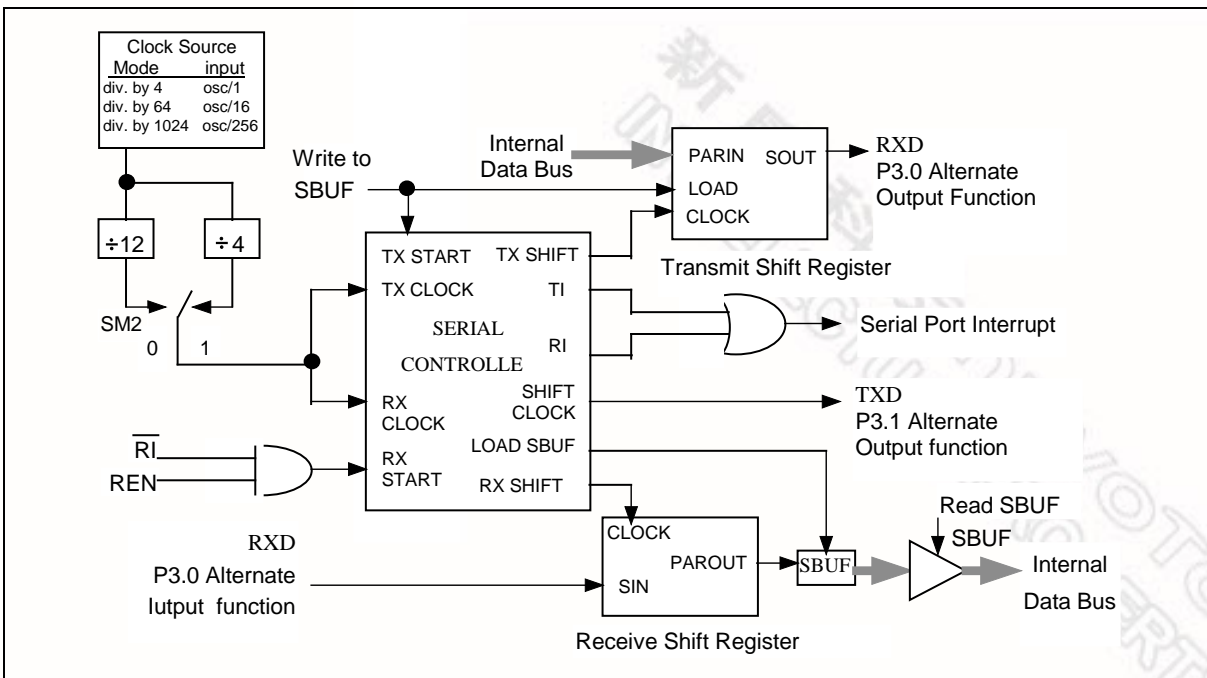 Clock Source
Mode input
div. by 4 osc/1
div. by 64 osc/16
div. by 1024 osc/256
÷12
÷ 4
SM2
0 1
Write to
SBUF
Internal
Data Bus
PARIN SOUT
LOAD
CLOCK
Transmit Shift Register
RXD
P3.0 Alternate
Output Function
TX START
TX CLOCK
SERIAL
CONTROLLE
RX
CLOCK
RX
START
TX SHIFT
TI
RI
SHIFT
CLOCK
LOAD SBUF
RX SHIFT
Serial Port Interrupt
TXD
P3.1 Alternate
Output function
RI
REN
RXD
P3.0 Alternate
Iutput function
CLOCK
PAROUT
SIN
Receive Shift Register
SBUF
Read SBUF
SBUF
Internal
Data Bus